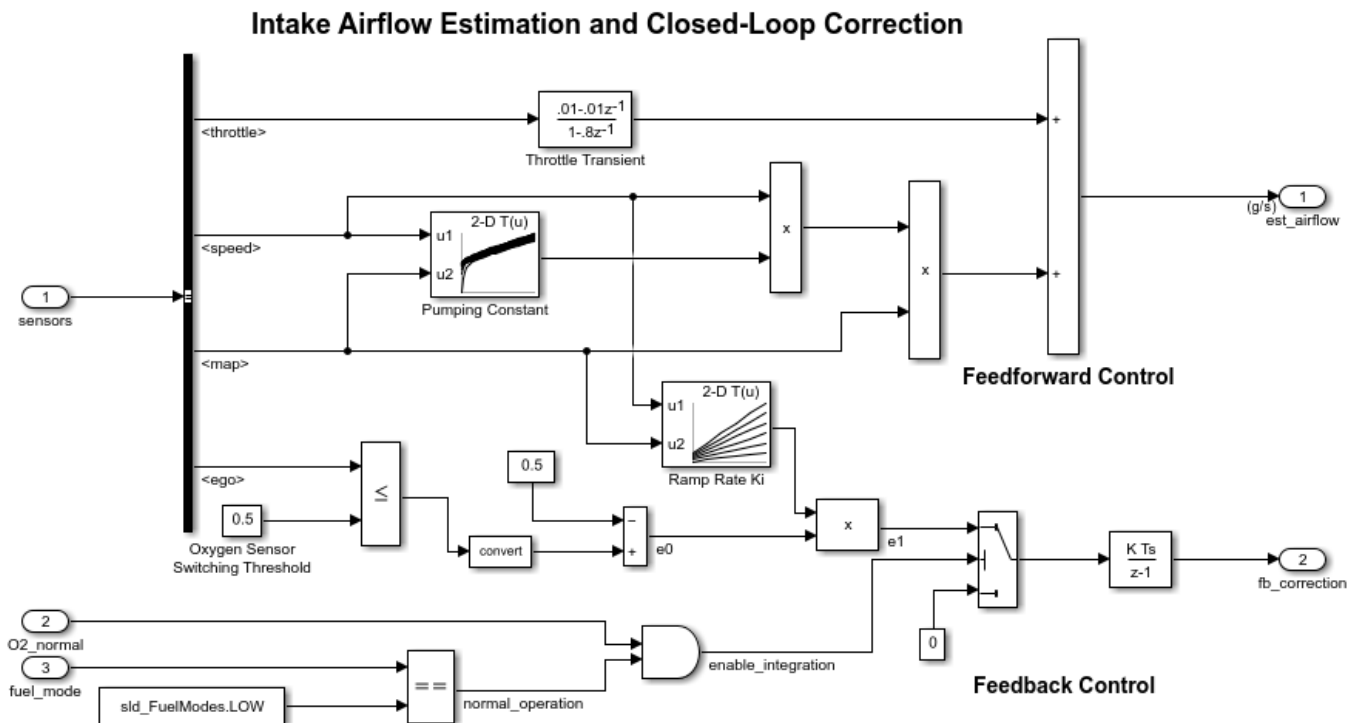 Intake Airflow Estimation and Closed-Loop Correction
<throttle>
.01-.01z-1
1-.8z-1
Throttle Transient
<speed>
2-D T(u)
u1
u2
Pumping Constant
x
x
+
+
(g/s)
1
est_airflow
1
sensors
<map>
Feedforward Control
2-D T(u)
u1
u2
Ramp Rate Ki
<ego>
≤
0.5
Oxygen Sensor
Switching Threshold
convert
0.5
−
+
e0
x
e1
0
K Ts
z-1
2
fb_correction
2
O2_normal
3
fuel_mode
sld_FuelModes.LOW
==
normal_operation
enable_integration
Feedback Control